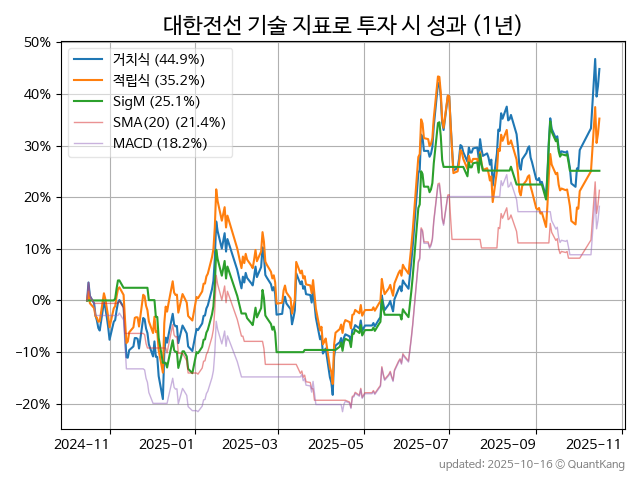 대한전선 기술 지표로 투자 시 성과 (1년)
50%
40%
30%
20%
10%
0%
−10%
−20%
거치식 (44.9%)
적립식 (35.2%)
SigM (25.1%)
SMA(20) (21.4%)
MACD (18.2%)
2024-11
2025-01
2025-03
2025-05
2025-07
2025-09
2025-11
updated: 2025-10-16 ⓒ QuantKang